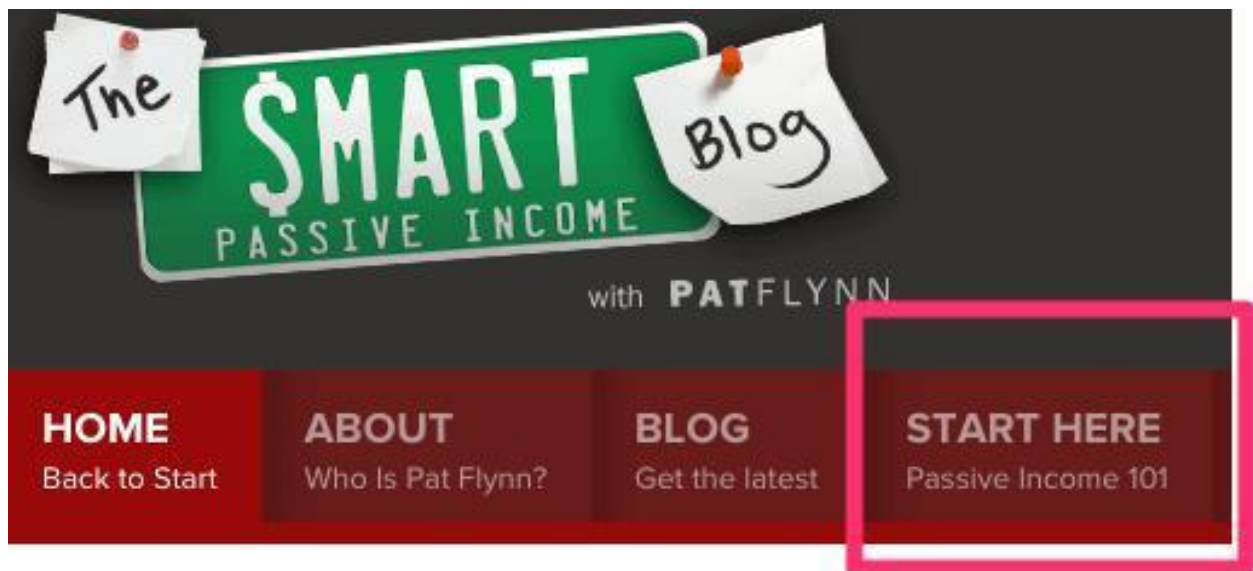 The
$MART
Blog
PASSIVE INCOME
with PATFLYNN
HOME
Back to Start
ABOUT
Who Is Pat Flynn?
BLOG
Get the latest
START HERE
Passive Income 101